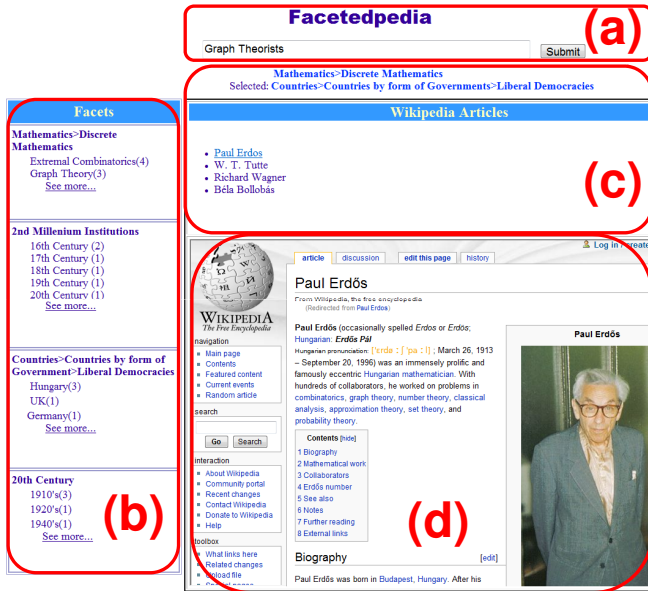 Facetedpedia
(a)
Graph Theorists
Submit
Mathematics>Discrete Mathematics
Selected: Countries>Countries by form of Governments>Liberal Democracies
Facets
Mathematics>Discrete
Mathematics
Extremal Combinatorics(4)
Graph Theory(3)
See more...
2nd Millenium Institutions
16th Century (2)
17th Century (1)
18th Century (1)
19th Century (1)
20th Century (1
See more...
Countries>Countries by form of
Government>Liberal Democracies
Hungary(3)
UK(1)
Germany(1)
See more...
20th Century
1910's(3)
1920's(1)
1940's(1)
See more...
(b)
Wikipedia Articles
Paul Erdos
W. T. Tutte
Richard Wagner
Béla Bollobás
(c)
WIKIPEDIA
The Free Encyclopedia
navigation
Main page
Contents
Featured content
Current events
Random article
search
Go Search
interaction
About Wikipedia
Community portal
Recent changes
Contact Wikipedia
Donate to Wikipedia
Help
toolbox
What links here
Related changes
Upload file
Special pages
Log in / create
article discussion edit this page history
Paul Erdős
From Wikipedia, the free encyclopedia
(Redirected from Paul Erdos)
Paul Erdős (occasionally spelled Erdos or Erdös;
Hungarian: Erdős Pál
Hungarian pronunciation: ; March 26, 1913
– September 20, 1996) was an immensely prolific and
famously eccentric Hungarian mathematician. With
hundreds of collaborators, he worked on problems in
combinatorics, graph theory, number theory, classical
analysis, approximation theory, set theory, and
probability theory.
Contents [hide]
1 Biography
2 Mathematical work
3 Collaborators
4 Erdős number
5 See also
6 Notes
7 Further reading
8 External links
(d)
Biography [edit]
Paul Erdős was born in Budapest, Hungary. After his
Paul Erdős